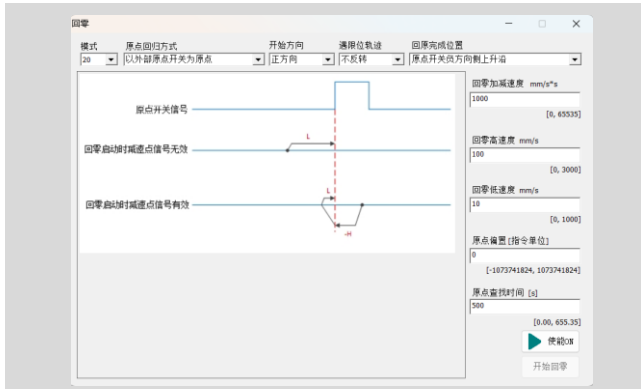 回零
模式 原点回归方式 开始方向 遇限位轨迹 回原完成位置
20 以外部原点开关为原点 正方向 不反转 原点开关负方向侧上升沿
回零加减速度 mm/s*s
1000
[0, 65535]
原点开关信号
回零高速度 mm/s
100
[0, 3000]
L
回零启动时减速点信号无效
回零低速度 mm/s
10
[0, 1000]
L
回零启动时减速点信号有效
-H
原点偏置[指令单位]
0
[-1073741824, 1073741824]
原点查找时间 [s]
500
[0.00, 655.35]
使能ON
开始回零